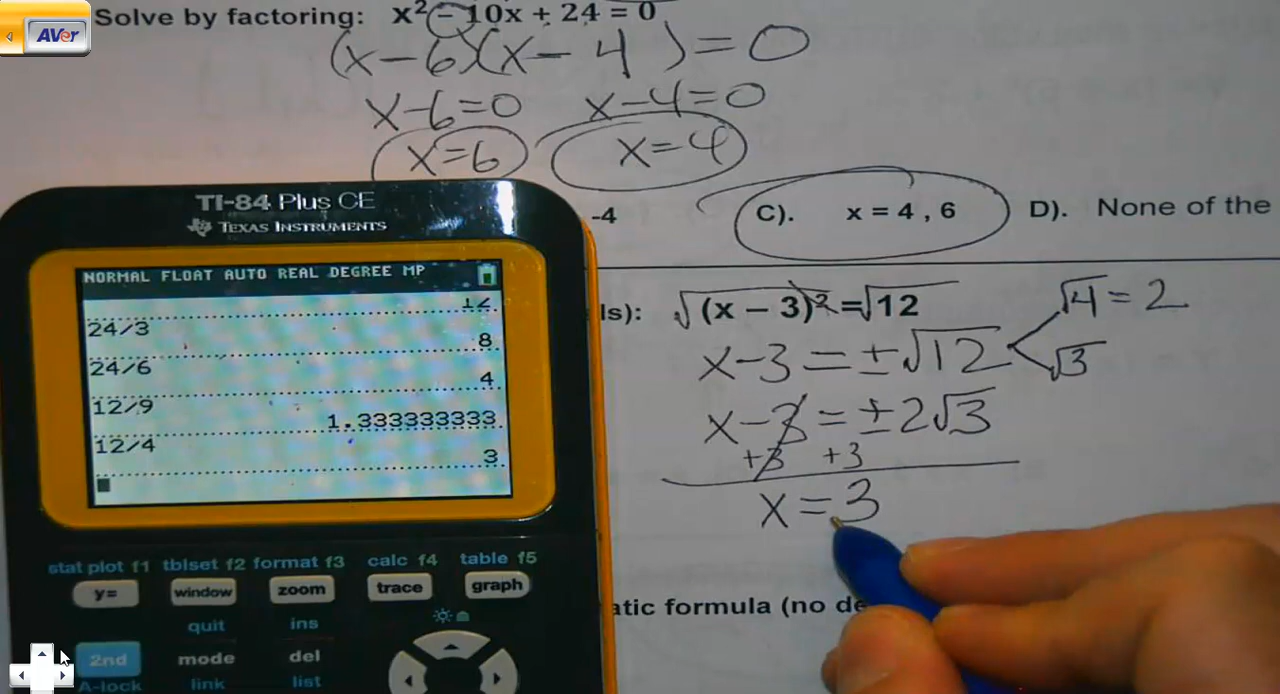 AVer
Solve by factoring: x² − 10x + 24 = 0
(x−6)(x−4)=0
x−6=0 x−4=0
x=6 x=4
-4 C). x = 4 , 6 D). None of the
ls): √(x − 3)² = √12 √4 = 2
x−3=±√12 √3
x−3=±2√3
+3 +3
x=3
atic formula (no de
TI-84 Plus CE
TEXAS INSTRUMENTS
NORMAL FLOAT AUTO REAL DEGREE MP
12
24/3
8
24/6
4
12/9
1.333333333
12/4
3
stat plot f1 tblset f2 format f3 calc f4 table f5
y= window zoom trace graph
quit ins
2nd mode del
A-lock link list